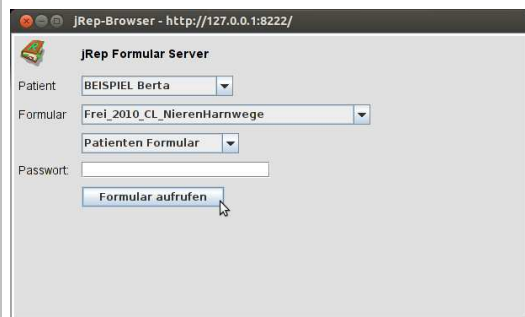 jRep-Browser - http://127.0.0.1:8222/
jRep Formular Server
Patient BEISPIEL Berta
Formular Frei_2010_CL_NierenHarnwege
Patienten Formular
Passwort:
Formular aufrufen